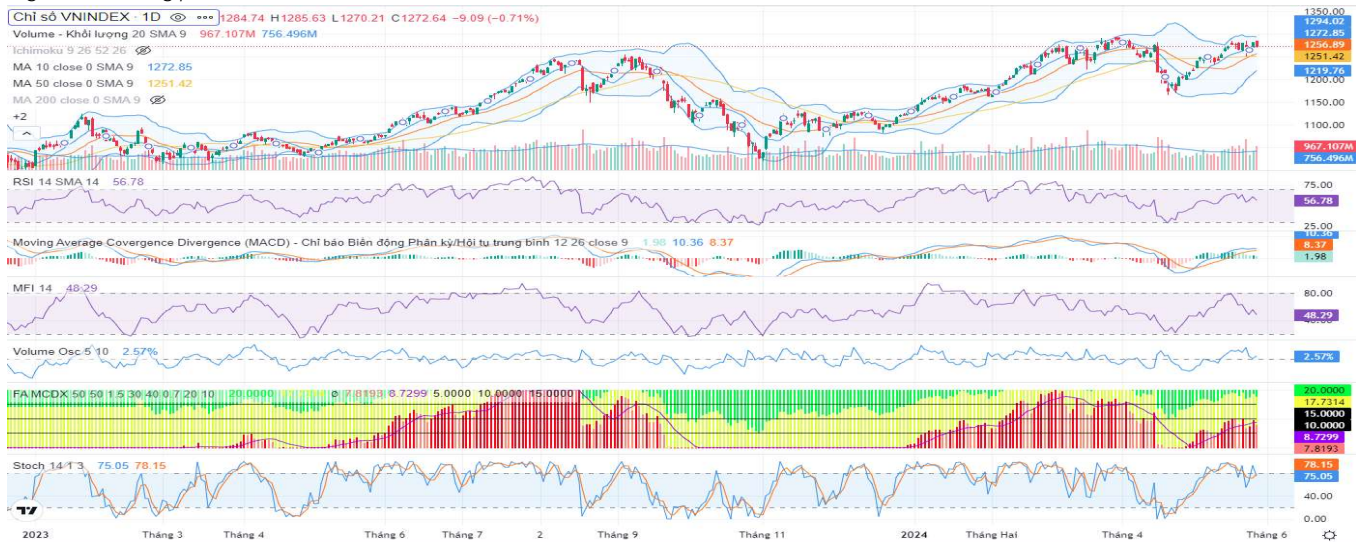 Chỉ số VNINDEX · 1D 1284.74 H1285.63 L1270.21 C1272.64 −9.09 (−0.71%)
Volume - Khối lượng 20 SMA 9 967.107M 756.496M
Ichimoku 9 26 52 26
MA 10 close 0 SMA 9 1272.85
MA 50 close 0 SMA 9 1251.42
MA 200 close 0 SMA 9
+2
1350.00
1294.02
1272.85
1256.89
1251.42
1219.76
1200.00
1150.00
1100.00
967.107M
756.496M
RSI 14 SMA 14 56.78
75.00
56.78
25.00
Moving Average Covergence Divergence (MACD) - Chỉ báo Biến động Phân kỳ/Hội tụ trung bình 12 26 close 9 1.98 10.36 8.37
10.36
8.37
1.98
MFI 14 48.29
80.00
48.29
Volume Osc 5 10 2.57%
2.57%
FA MCDX 50 50 1.5 30 40 0.7 20 10 20.0000 ø 7.8193 8.7299 5.0000 10.0000 15.0000
20.0000
17.7314
15.0000
10.0000
8.7299
7.8193
Stoch 14 1 3 75.05 78.15
78.15
75.05
40.00
0.00
2023 Tháng 3 Tháng 4 Tháng 6 Tháng 7 2 Tháng 9 Tháng 11 2024 Tháng Hai Tháng 4 Tháng 6